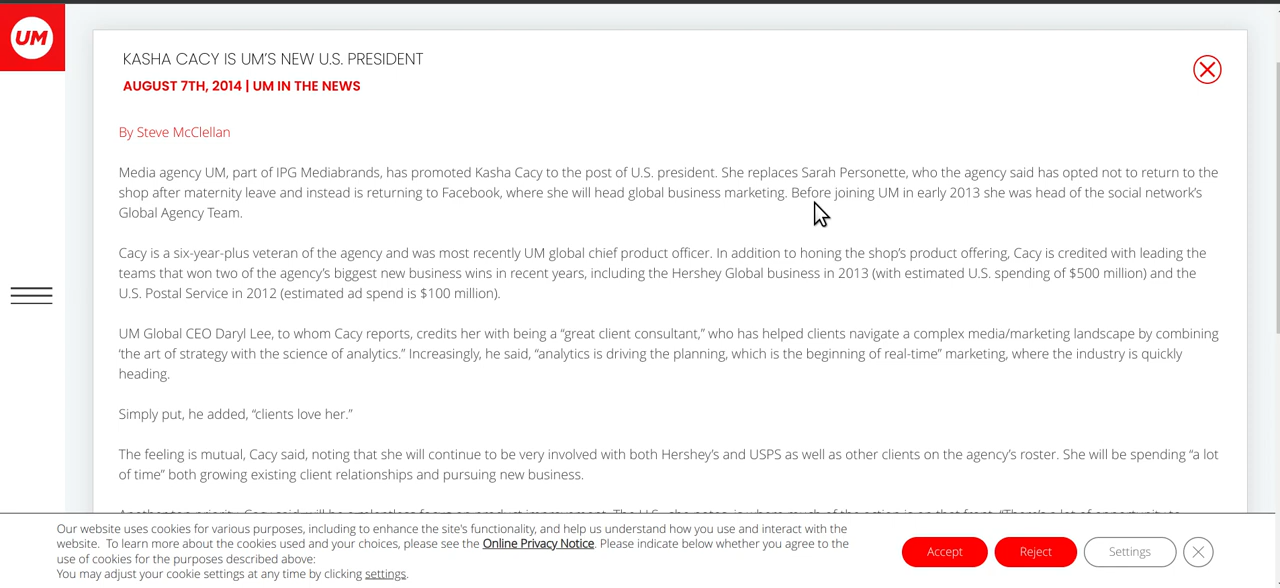 UM
KASHA CACY IS UM'S NEW U.S. PRESIDENT
AUGUST 7TH, 2014 | UM IN THE NEWS
By Steve McClellan
Media agency UM, part of IPG Mediabrands, has promoted Kasha Cacy to the post of U.S. president. She replaces Sarah Personette, who the agency said has opted not to return to the
shop after maternity leave and instead is returning to Facebook, where she will head global business marketing. Before joining UM in early 2013 she was head of the social network's
Global Agency Team.
Cacy is a six-year-plus veteran of the agency and was most recently UM global chief product officer. In addition to honing the shop's product offering, Cacy is credited with leading the
teams that won two of the agency's biggest new business wins in recent years, including the Hershey Global business in 2013 (with estimated U.S. spending of $500 million) and the
U.S. Postal Service in 2012 (estimated ad spend is $100 million).
UM Global CEO Daryl Lee, to whom Cacy reports, credits her with being a “great client consultant,” who has helped clients navigate a complex media/marketing landscape by combining
‘the art of strategy with the science of analytics.” Increasingly, he said, “analytics is driving the planning, which is the beginning of real-time” marketing, where the industry is quickly
heading.
Simply put, he added, “clients love her.”
The feeling is mutual, Cacy said, noting that she will continue to be very involved with both Hershey's and USPS as well as other clients on the agency's roster. She will be spending “a lot
of time” both growing existing client relationships and pursuing new business.
Our website uses cookies for various purposes, including to enhance the site's functionality, and help us understand how you use and interact with the
website. To learn more about the cookies used and your choices, please see the Online Privacy Notice. Please indicate below whether you agree to the
use of cookies for the purposes described above:
You may adjust your cookie settings at any time by clicking settings.
Accept
Reject
Settings